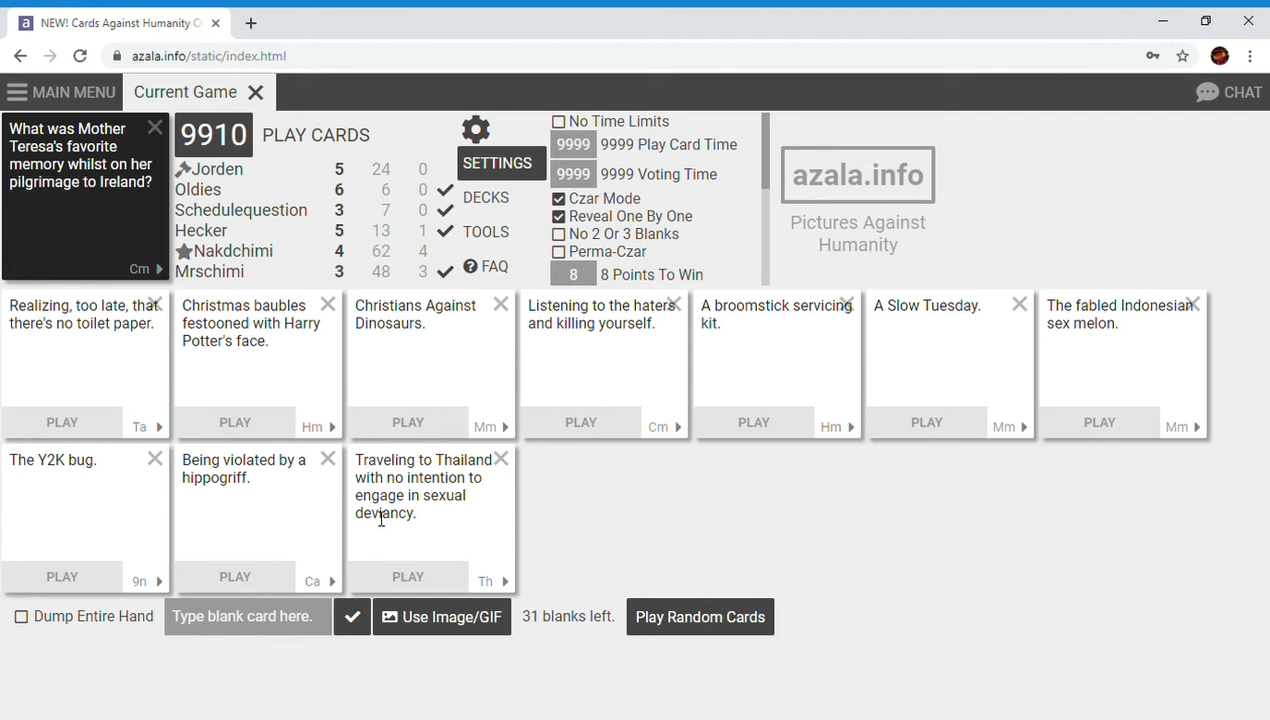 NEW! Cards Against Humanity O
azala.info/static/index.html
MAIN MENU
Current Game
CHAT
What was Mother
Teresa's favorite
memory whilst on her
pilgrimage to Ireland?
Cm
9910 PLAY CARDS
Jorden 5 24 0
Oldies 6 6 0
Schedulequestion 3 7 0
Hecker 5 13 1
Nakdchimi 4 62 4
Mrschimi 3 48 3
SETTINGS
DECKS
TOOLS
FAQ
No Time Limits
9999 9999 Play Card Time
9999 9999 Voting Time
Czar Mode
Reveal One By One
No 2 Or 3 Blanks
Perma-Czar
8 8 Points To Win
azala.info
Pictures Against
Humanity
Realizing, too late, that
there's no toilet paper.
PLAY Ta
Christmas baubles
festooned with Harry
Potter's face.
PLAY Hm
Christians Against
Dinosaurs.
PLAY Mm
Listening to the haters
and killing yourself.
PLAY Cm
A broomstick servicing
kit.
PLAY Hm
A Slow Tuesday.
PLAY Mm
The fabled Indonesian
sex melon.
PLAY Mm
The Y2K bug.
PLAY 9n
Being violated by a
hippogriff.
PLAY Ca
Traveling to Thailand
with no intention to
engage in sexual
deviancy.
PLAY Th
Dump Entire Hand
Type blank card here.
Use Image/GIF
31 blanks left.
Play Random Cards